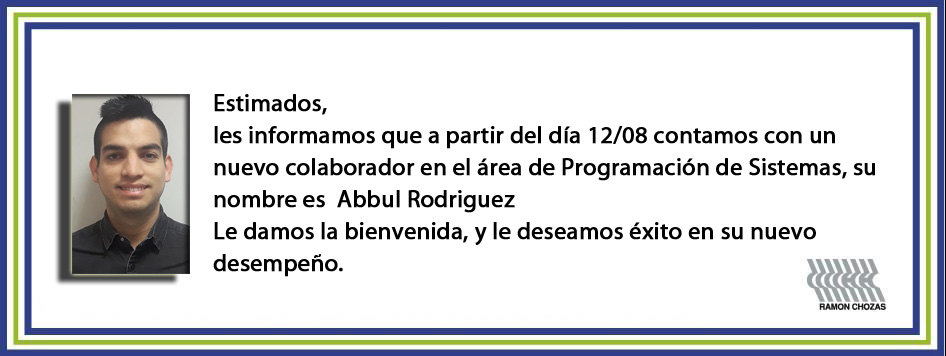 Estimados,
les informamos que a partir del día 12/08 contamos con un
nuevo colaborador en el área de Programación de Sistemas, su
nombre es  Abbul Rodriguez
Le damos la bienvenida, y le deseamos éxito en su nuevo
desempeño.
RAMON CHOZAS